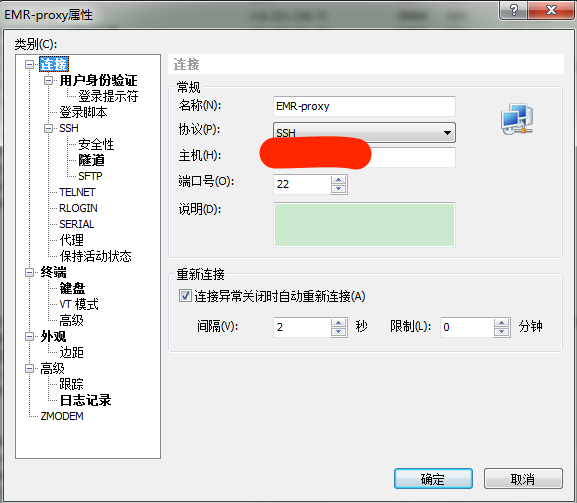 EMR-proxy属性
类别(C):
连接
用户身份验证
登录提示符
登录脚本
SSH
安全性
隧道
SFTP
TELNET
RLOGIN
SERIAL
代理
保持活动状态
终端
键盘
VT 模式
高级
外观
边距
高级
跟踪
日志记录
ZMODEM
连接
常规
名称(N): EMR-proxy
协议(P): SSH
主机(H):
端口号(O): 22
说明(D):
重新连接
连接异常关闭时自动重新连接(A)
间隔(V): 2 秒 限制(L): 0 分钟
确定 取消